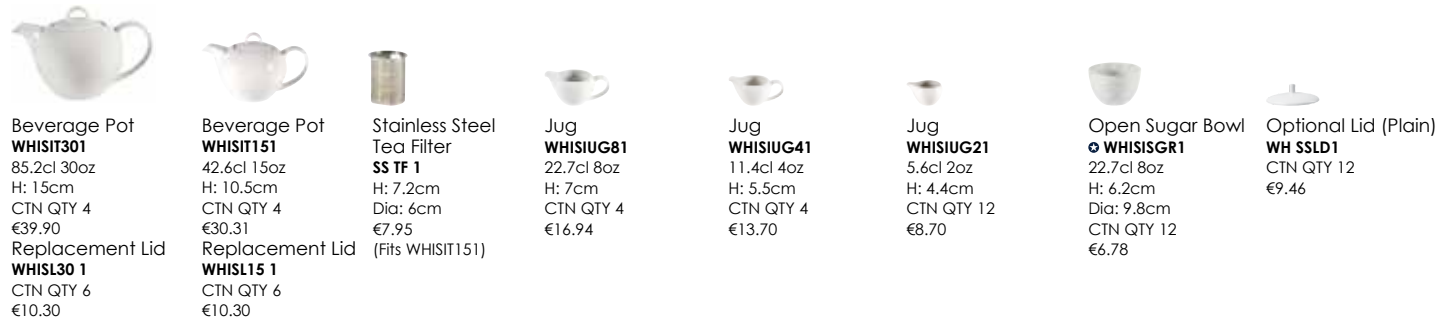 Beverage Pot
WHISIT301
85.2cl 30oz
H: 15cm
CTN QTY 4
€39.90
Replacement Lid
WHISL30 1
CTN QTY 6
€10.30
Beverage Pot
WHISIT151
42.6cl 15oz
H: 10.5cm
CTN QTY 4
€30.31
Replacement Lid
WHISL15 1
CTN QTY 6
€10.30
Stainless Steel
Tea Filter
SS TF 1
H: 7.2cm
Dia: 6cm
€7.95
(Fits WHISIT151)
Jug
WHISIUG81
22.7cl 8oz
H: 7cm
CTN QTY 4
€16.94
Jug
WHISIUG41
11.4cl 4oz
H: 5.5cm
CTN QTY 4
€13.70
Jug
WHISIUG21
5.6cl 2oz
H: 4.4cm
CTN QTY 12
€8.70
Open Sugar Bowl
✪ WHISISGR1
22.7cl 8oz
H: 6.2cm
Dia: 9.8cm
CTN QTY 12
€6.78
Optional Lid (Plain)
WH SSLD1
CTN QTY 12
€9.46